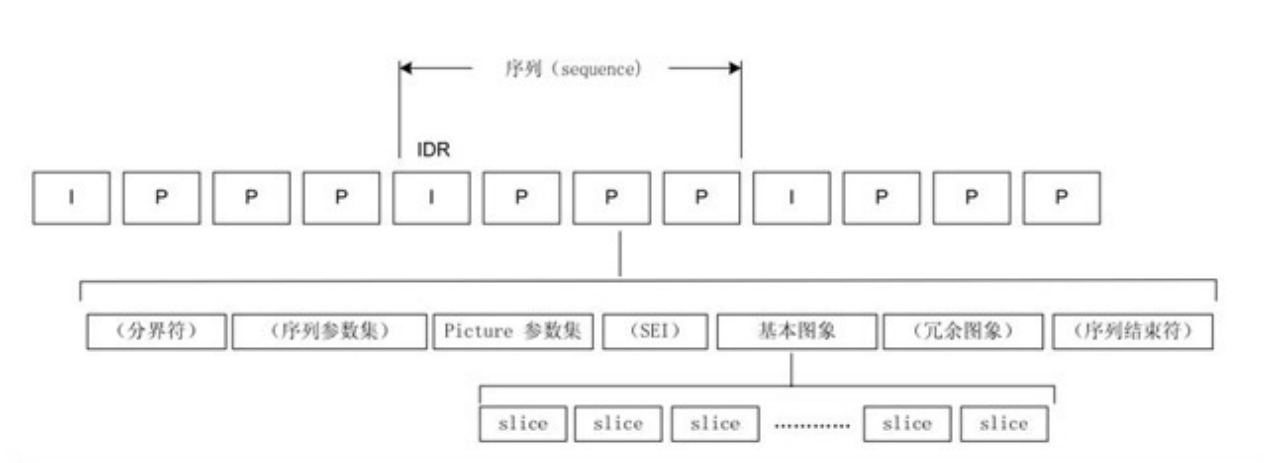 序列（sequence）
IDR
I P P P I P P P I P P P
（分界符） （序列参数集） Picture 参数集 （SEI） 基本图象 （冗余图象） （序列结束符）
slice slice slice ………… slice slice